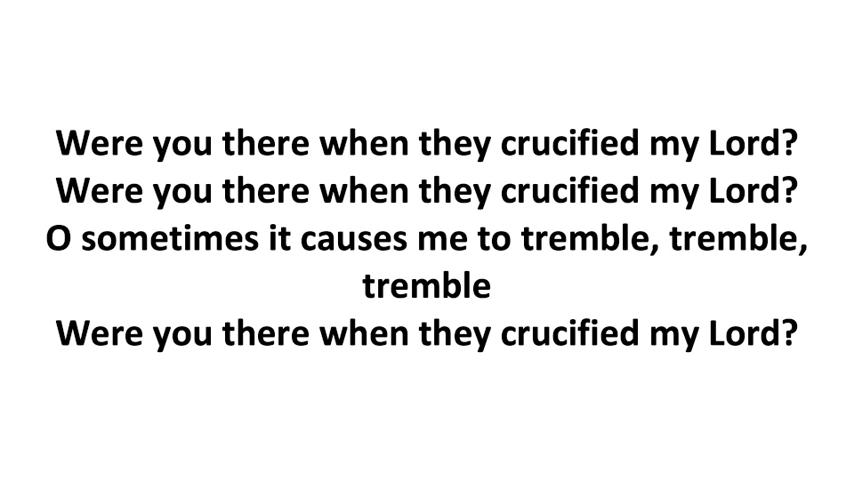 Were you there when they crucified my Lord?
Were you there when they crucified my Lord?
O sometimes it causes me to tremble, tremble,
tremble
Were you there when they crucified my Lord?